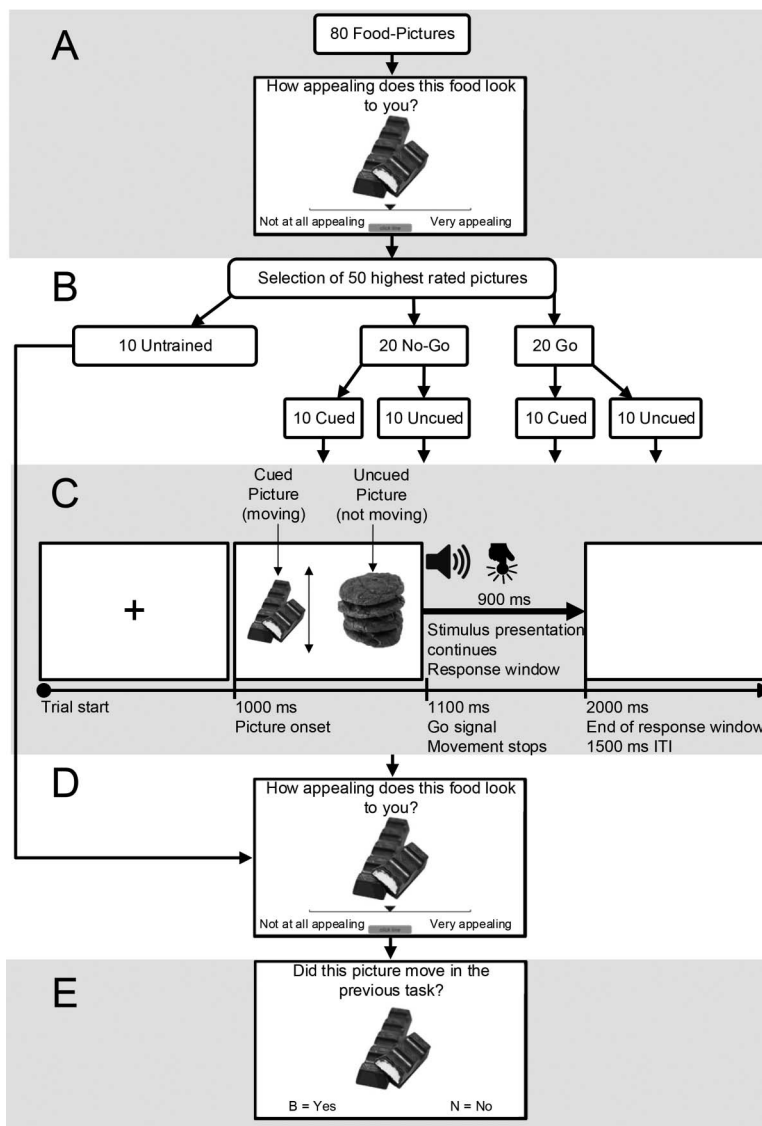 A
80 Food-Pictures
How appealing does this food look
to you?
Not at all appealing
Very appealing
B
Selection of 50 highest rated pictures
10 Untrained
20 No-Go
20 Go
10 Cued
10 Uncued
10 Cued
10 Uncued
C
Cued
Picture
(moving)
Uncued
Picture
(not moving)
+
900 ms
Stimulus presentation
continues
Response window
Trial start
1000 ms
Picture onset
1100 ms
Go signal
Movement stops
2000 ms
End of response window
1500 ms ITI
D
How appealing does this food look
to you?
Not at all appealing
Very appealing
E
Did this picture move in the
previous task?
B = Yes
N = No